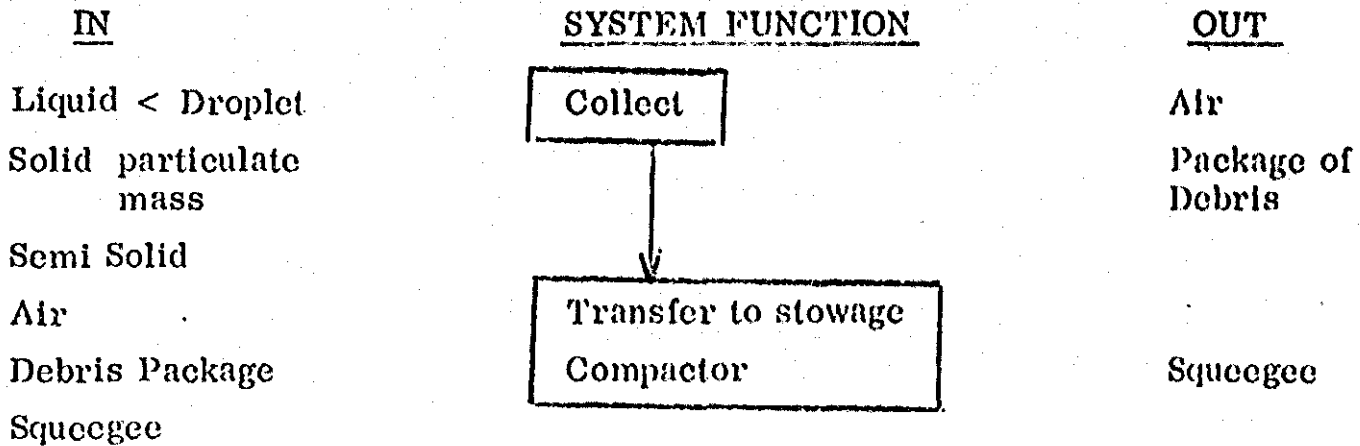 IN SYSTEM FUNCTION OUT
Liquid < Droplet Collect Air
Solid particulate Package of
mass Debris
Semi Solid
Air Transfer to stowage
Debris Package Compactor Squeegee
Squeegee